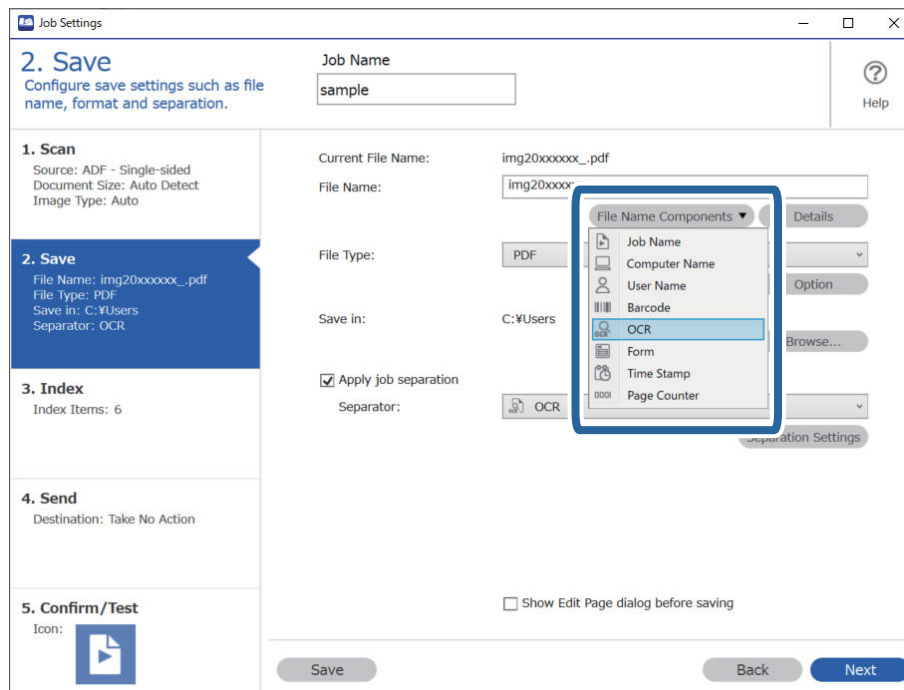 Job Settings
2. Save
Configure save settings such as file
name, format and separation.
Job Name
sample
Help
1. Scan
Source: ADF - Single-sided
Document Size: Auto Detect
Image Type: Auto
2. Save
File Name: img20xxxxxx_.pdf
File Type: PDF
Save in: C:¥Users
Separator: OCR
3. Index
Index Items: 6
4. Send
Destination: Take No Action
5. Confirm/Test
Icon:
Current File Name: img20xxxxxx_.pdf
File Name: img20xxxx
File Name Components ▼ Details
Job Name
Computer Name
User Name
Barcode
OCR
Form
Time Stamp
Page Counter
File Type: PDF
Option
Save in: C:¥Users
Browse...
Apply job separation
Separator: OCR
Separation Settings
Show Edit Page dialog before saving
Save Back Next